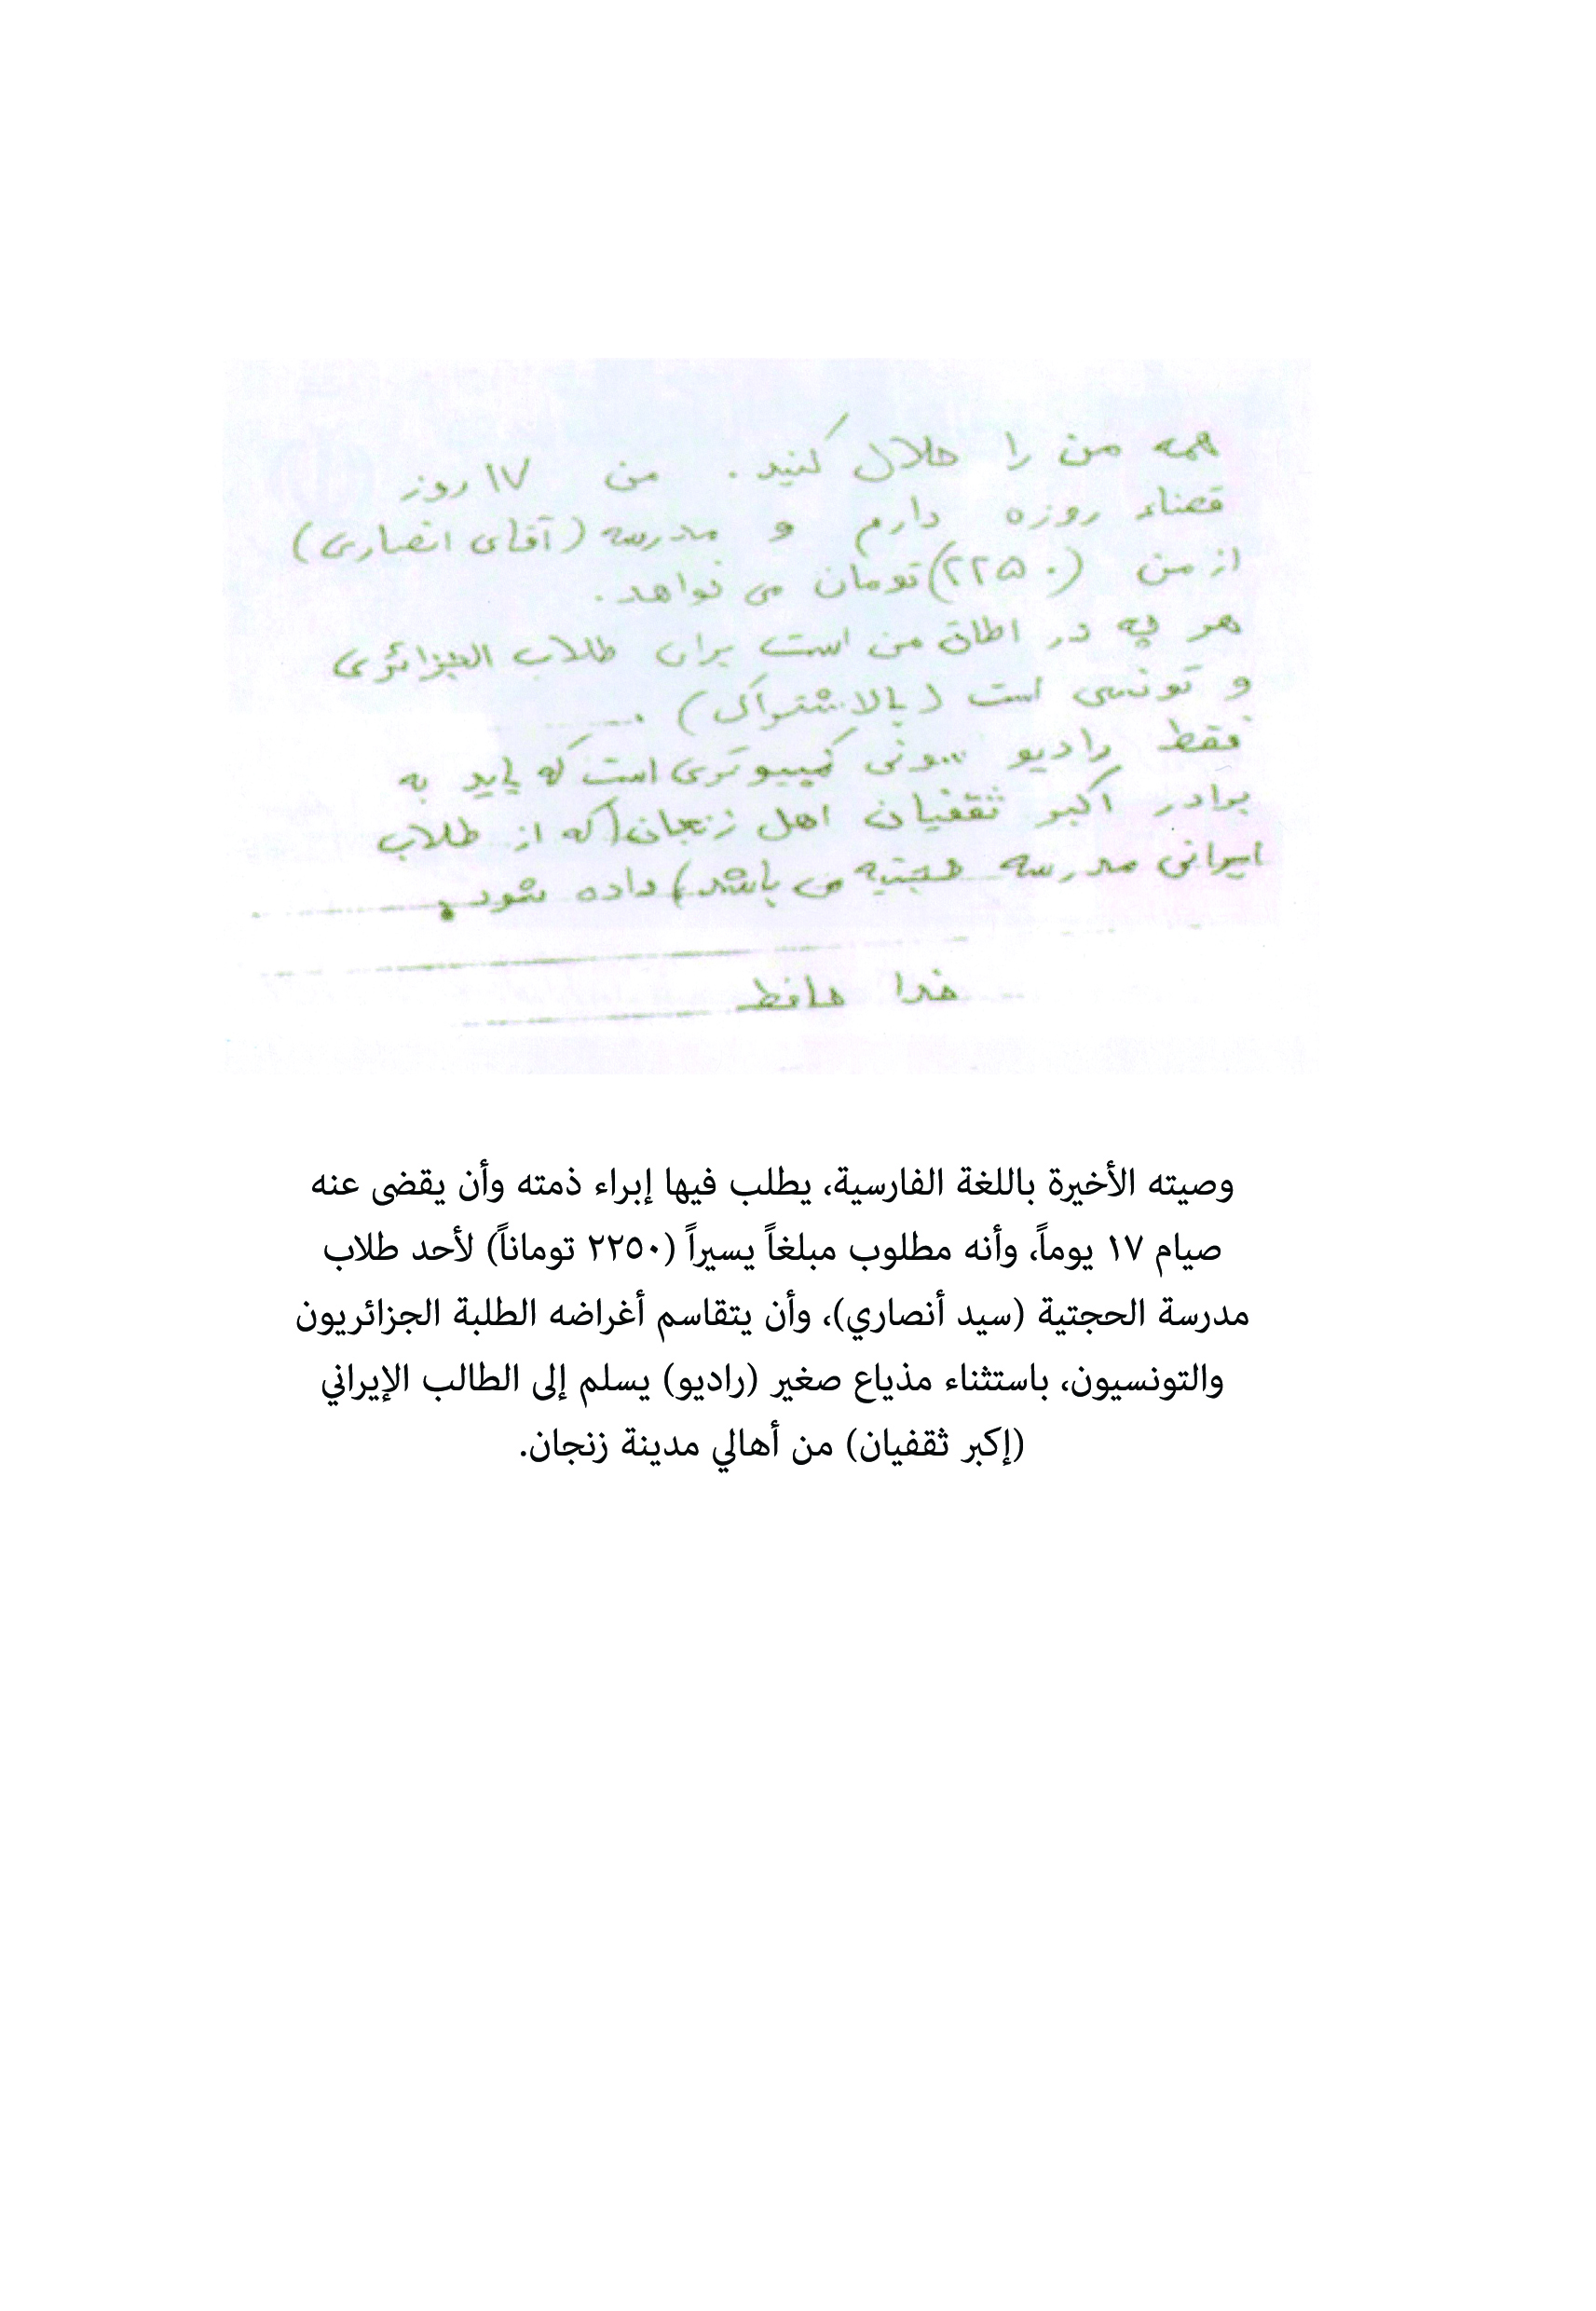 همه من را حلال کنید. من ۱۷ روز
قضاء روزه دارم و مدرسه (آقای انصاری)
از من (۲۲۵۰) تومان می خواهد.
هر چه در اطاق من است برای طلاب الجزائری
و تونسی است (بالاشتراک).
فقط رادیو سونی کمپیوتری است که باید به
برادر اکبر ثقفیان اهل زنجان (که از طلاب
ایرانی مدرسه حجتیه می باشد) داده شود.
خدا حافظ
وصيته الأخيرة باللغة الفارسية، يطلب فيها إبراء ذمته وأن يقضى عنه
صيام ١٧ يوماً، وأنه مطلوب مبلغاً يسيراً (٢٢٥٠ توماناً) لأحد طلاب
مدرسة الحجتية (سيد أنصاري)، وأن يتقاسم أغراضه الطلبة الجزائريون
والتونسيون، باستثناء مذياع صغير (راديو) يسلم إلى الطالب الإيراني
(إكبر ثقفيان) من أهالي مدينة زنجان.